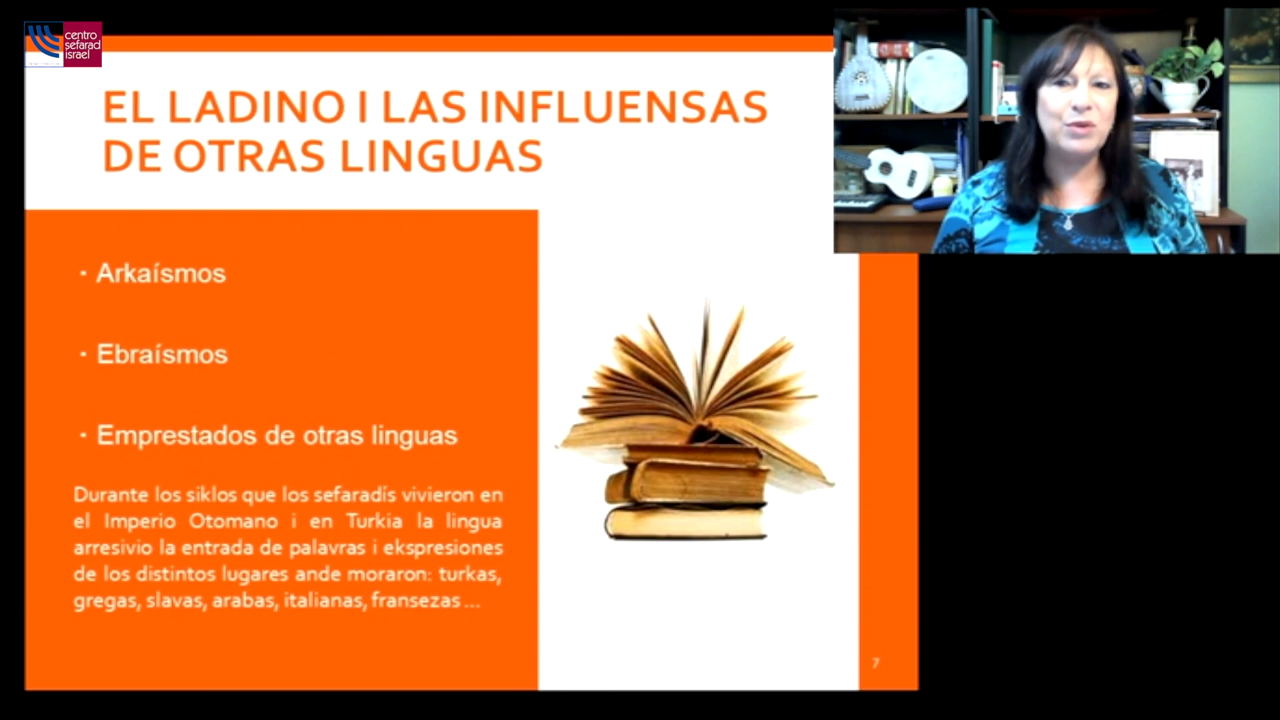 centro
sefarad
israel
EL LADINO I LAS INFLUENSAS
DE OTRAS LINGUAS
· Arkaísmos
· Ebraísmos
· Emprestados de otras linguas
Durante los siklos que los sefaradís vivieron en
el Imperio Otomano i en Turkia la lingua
arresivio la entrada de palavras i ekspresiones
de los distintos lugares ande moraron: turkas,
gregas, slavas, arabas, italianas, fransezas ...
7